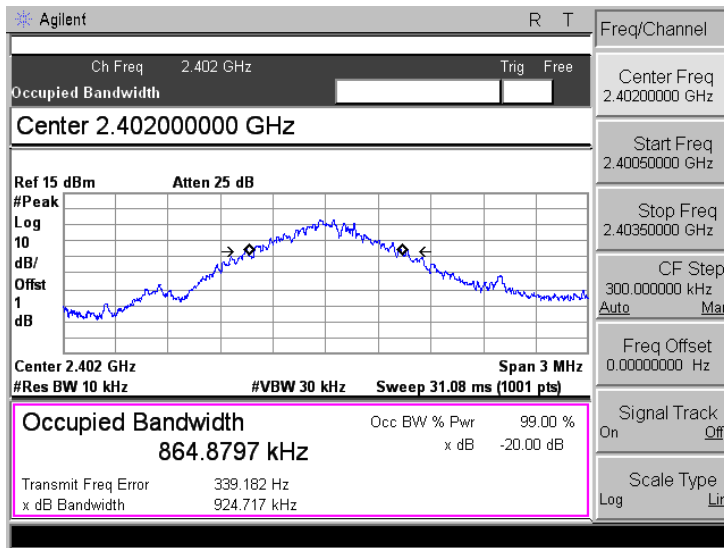 Agilent R T
Ch Freq 2.402 GHz Trig Free
Occupied Bandwidth
Center 2.402000000 GHz
Ref 15 dBm Atten 25 dB
#Peak
Log
10
dB/
Offst
1
dB
Center 2.402 GHz Span 3 MHz
#Res BW 10 kHz #VBW 30 kHz Sweep 31.08 ms (1001 pts)
Occupied Bandwidth Occ BW % Pwr 99.00 %
864.8797 kHz x dB -20.00 dB
Transmit Freq Error 339.182 Hz
x dB Bandwidth 924.717 kHz
Freq/Channel
Center Freq
2.40200000 GHz
Start Freq
2.40050000 GHz
Stop Freq
2.40350000 GHz
CF Step
300.000000 kHz
Auto Man
Freq Offset
0.00000000 Hz
Signal Track
On Off
Scale Type
Log Lin